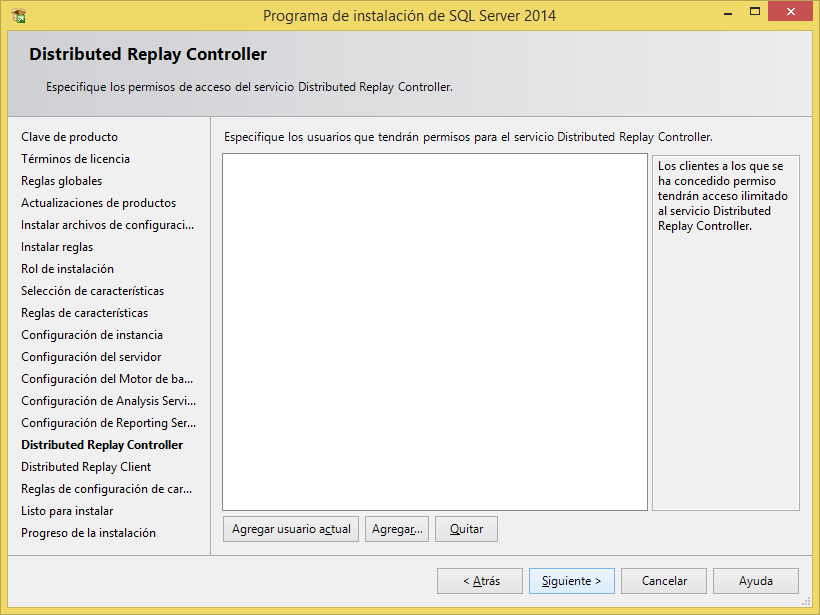 Programa de instalación de SQL Server 2014
Distributed Replay Controller
Especifique los permisos de acceso del servicio Distributed Replay Controller.
Clave de producto
Términos de licencia
Reglas globales
Actualizaciones de productos
Instalar archivos de configuraci...
Instalar reglas
Rol de instalación
Selección de características
Reglas de características
Configuración de instancia
Configuración del servidor
Configuración del Motor de ba...
Configuración de Analysis Servi...
Configuración de Reporting Ser...
Distributed Replay Controller
Distributed Replay Client
Reglas de configuración de car...
Listo para instalar
Progreso de la instalación
Especifique los usuarios que tendrán permisos para el servicio Distributed Replay Controller.
Los clientes a los que se
ha concedido permiso
tendrán acceso ilimitado
al servicio Distributed
Replay Controller.
Agregar usuario actual
Agregar...
Quitar
< Atrás
Siguiente >
Cancelar
Ayuda